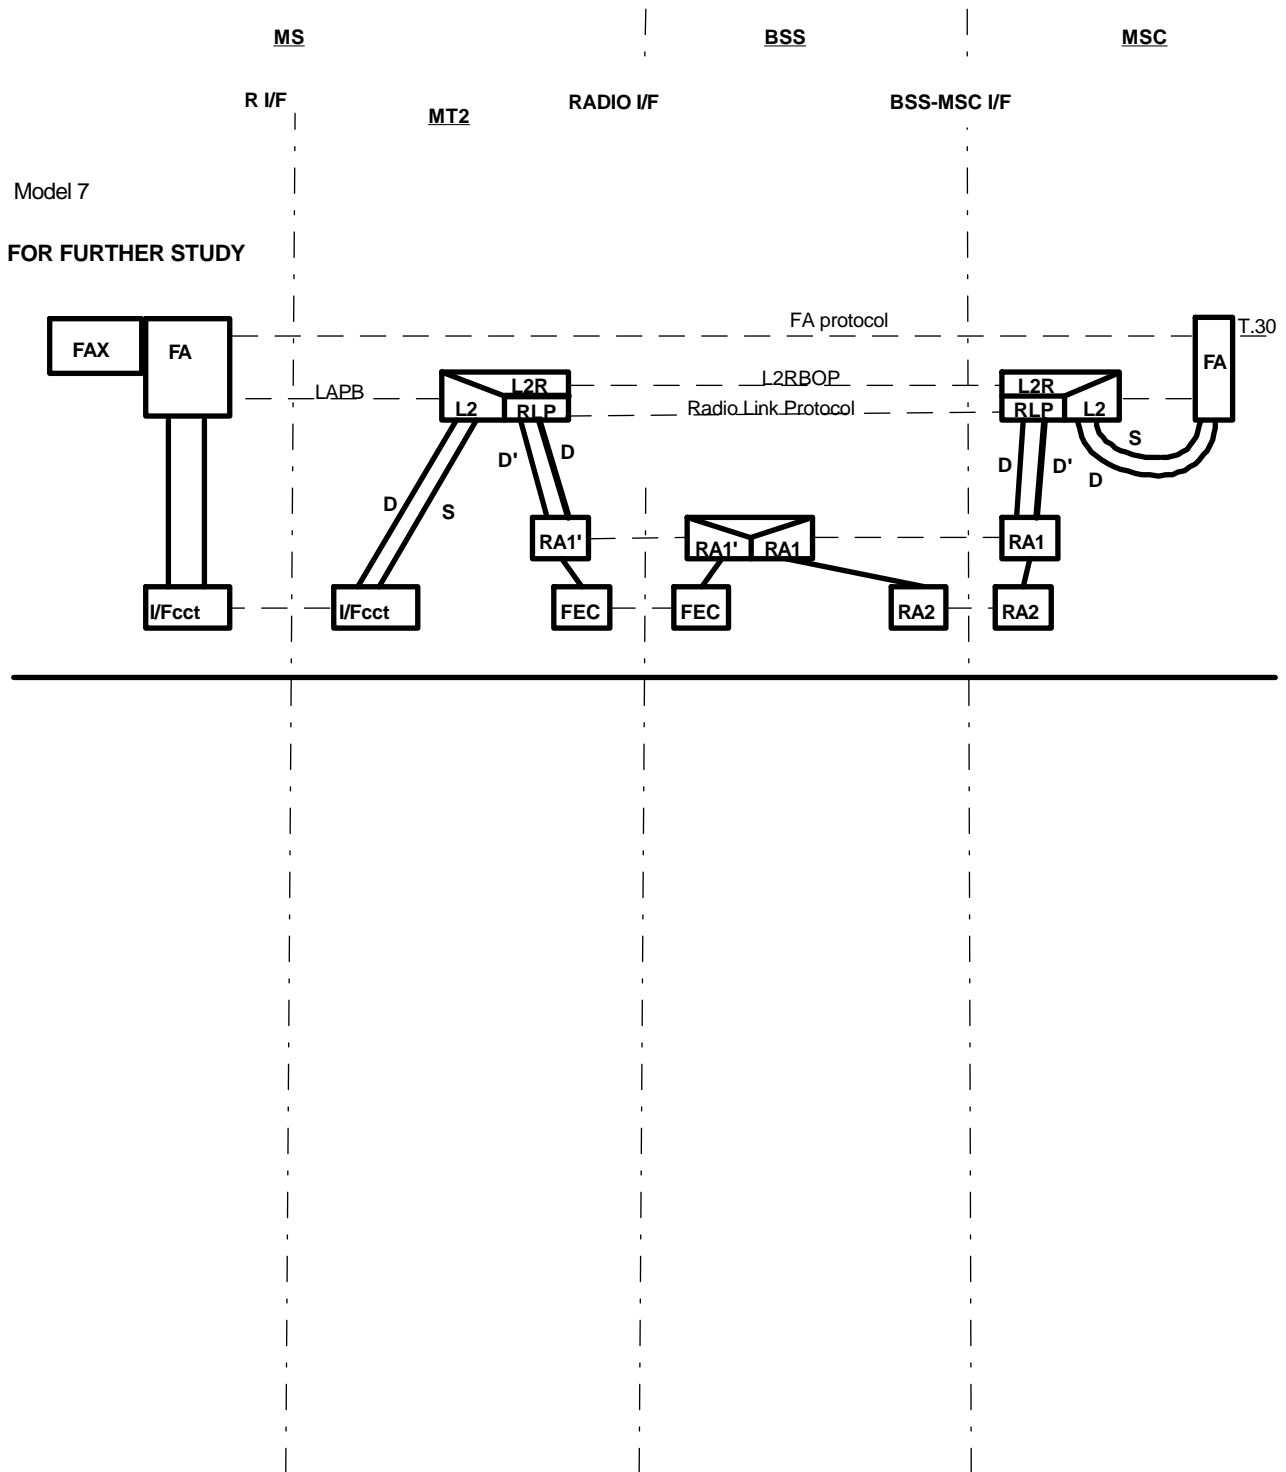 MS BSS MSC
R I/F MT2 RADIO I/F BSS-MSC I/F
Model 7
FOR FURTHER STUDY
FAX FA FA protocol FA T.30
LAPB L2R L2RBOP L2R
L2 RLP Radio Link Protocol RLP L2
D S D' D D D' D S
RA1' RA1' RA1 RA1
I/Fcct I/Fcct FEC FEC RA2 RA2